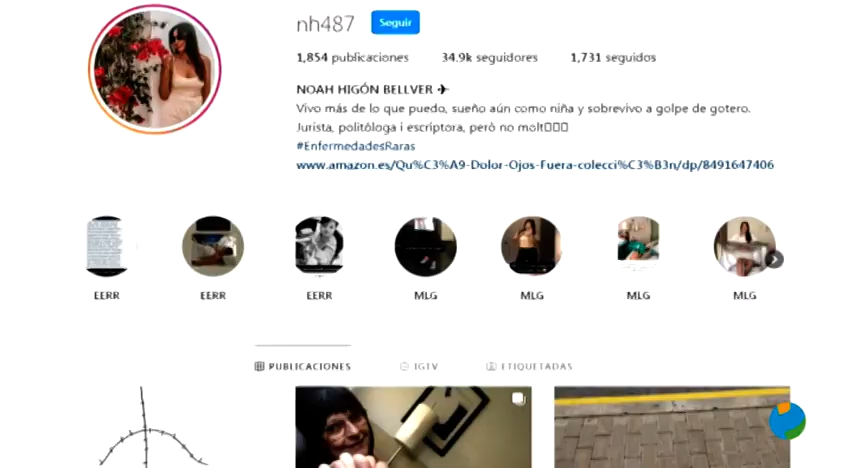 nh487 Seguir
1,854 publicaciones 34.9k seguidores 1,731 seguidos
NOAH HIGÓN BELLVER ✈
Vivo más de lo que puedo, sueño aún como niña y sobrevivo a golpe de gotero.
Jurista, politòloga i escriptora, però no molt▯▯▯
#EnfermedadesRaras
www.amazon.es/Qu%C3%A9-Dolor-Ojos-Fuera-colecci%C3%B3n/dp/8491647406
EERR EERR EERR MLG MLG MLG MLG
PUBLICACIONES IGTV ETIQUETADAS